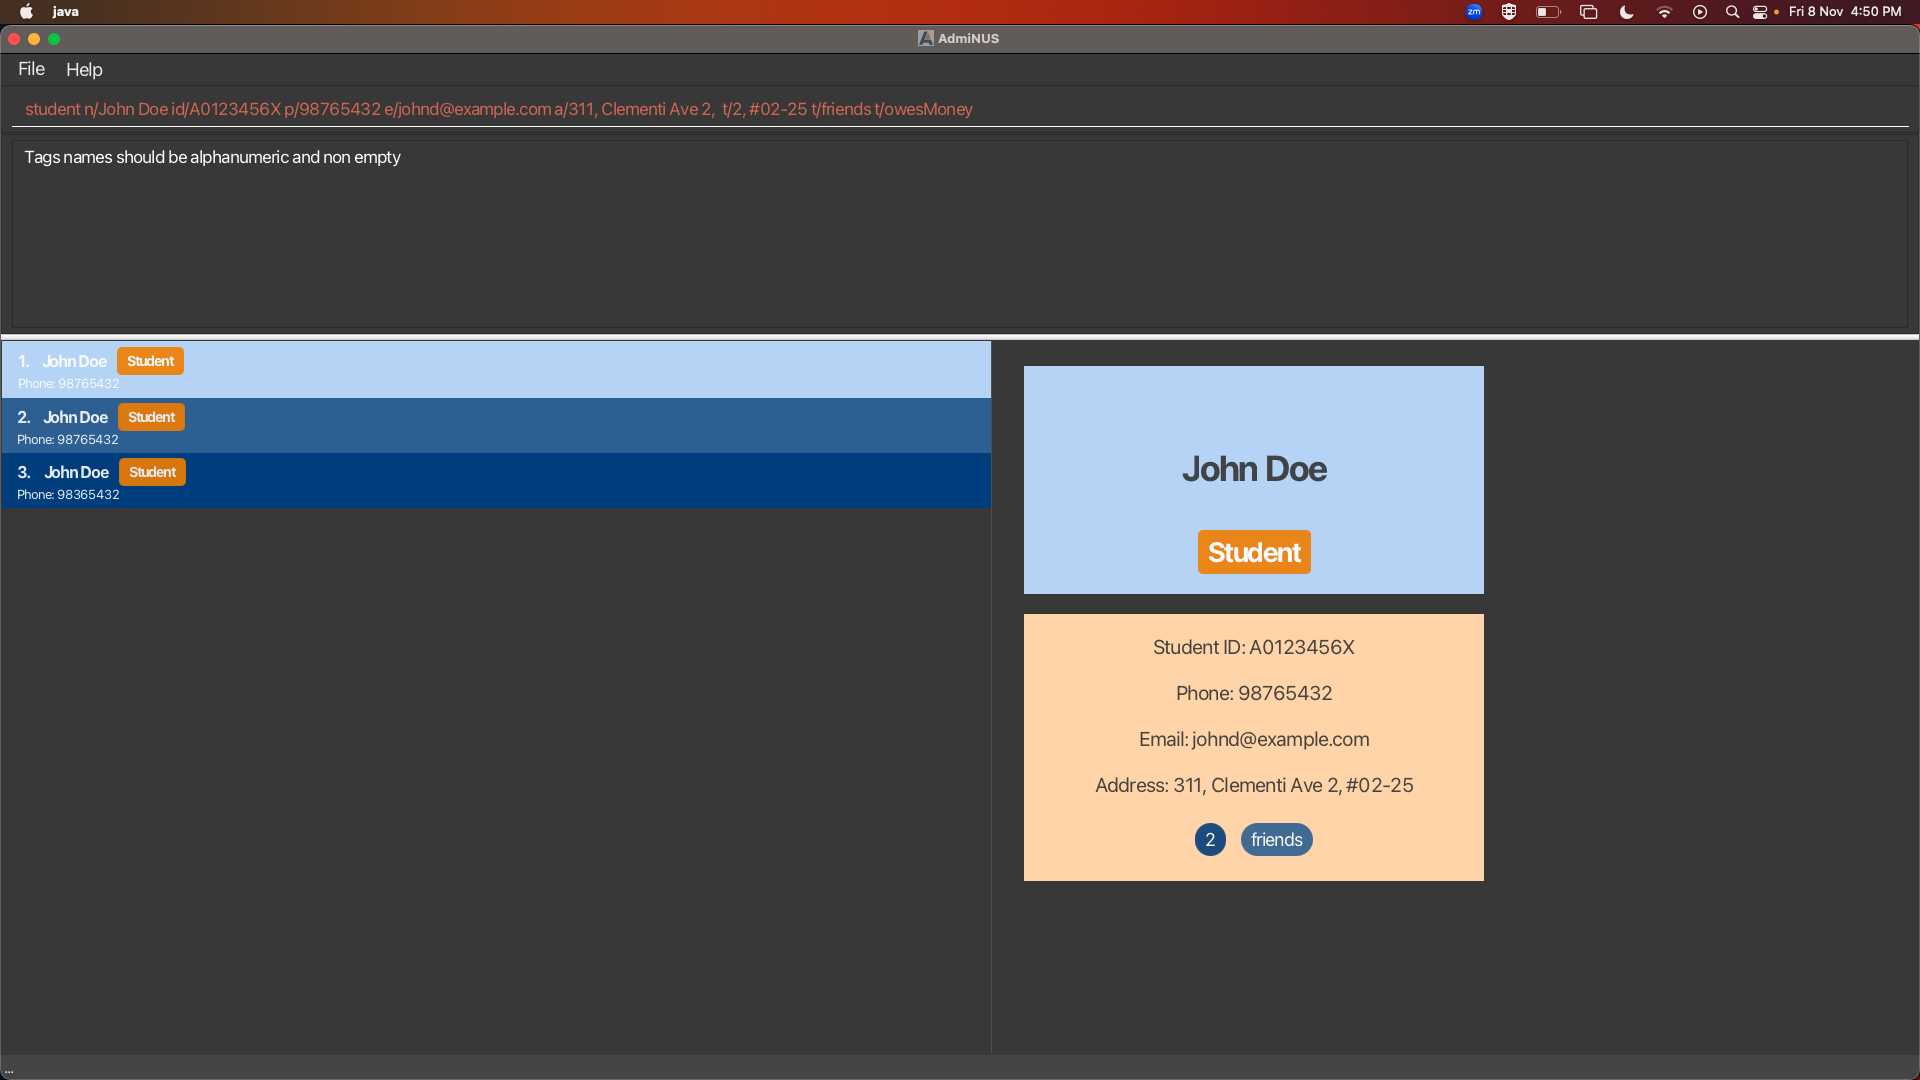 java
zm
Fri 8 Nov 4:50 PM
AdmiNUS
File Help
student n/John Doe id/A0123456X p/98765432 e/johnd@example.com a/311, Clementi Ave 2,  t/2, #02-25 t/friends t/owesMoney
Tags names should be alphanumeric and non empty
1. John Doe Student
Phone: 98765432
2. John Doe Student
Phone: 98765432
3. John Doe Student
Phone: 98365432
John Doe
Student
Student ID: A0123456X
Phone: 98765432
Email: johnd@example.com
Address: 311, Clementi Ave 2, #02-25
2 friends
...